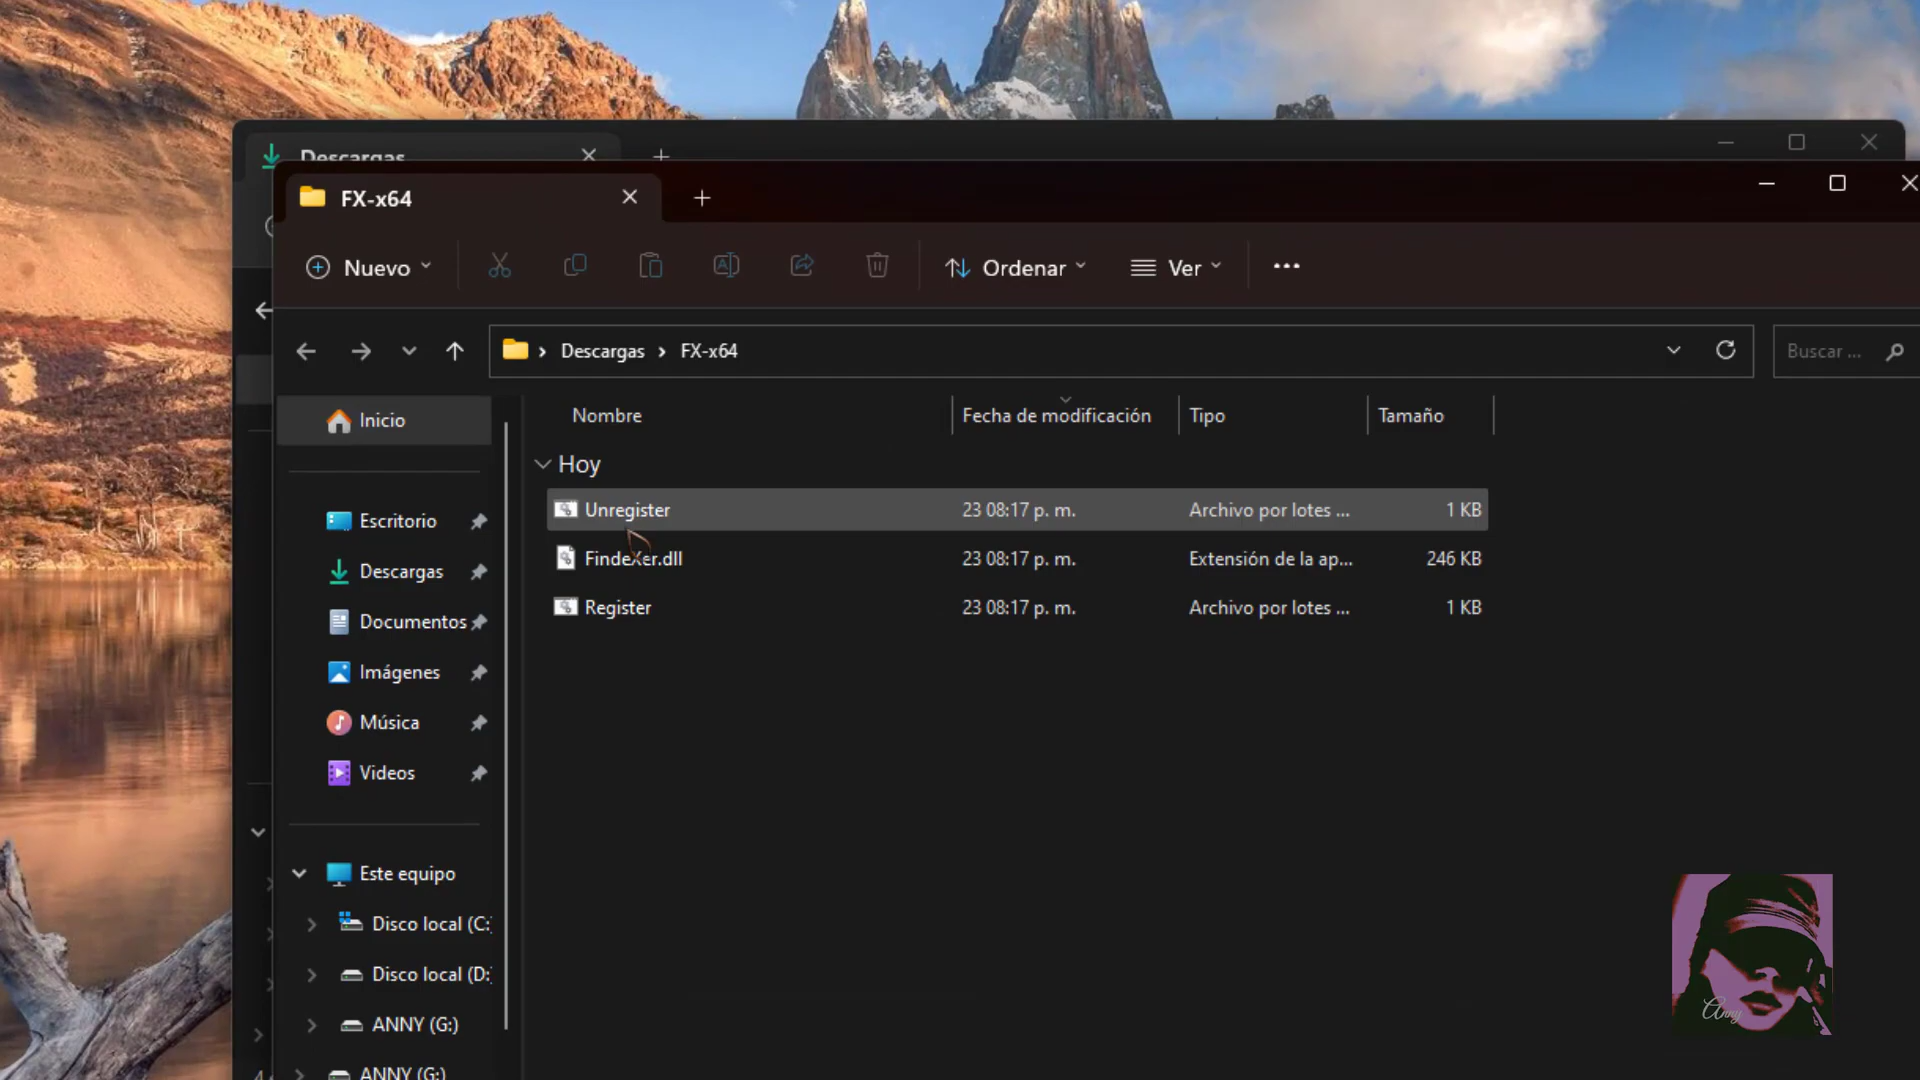 Descargas
FX-x64
Nuevo
Ordenar
Ver
Descargas
FX-x64
Buscar ...
Nombre
Fecha de modificación
Tipo
Tamaño
Hoy
Unregister
23 08:17 p. m.
Archivo por lotes ...
1 KB
Findexer.dll
23 08:17 p. m.
Extensión de la ap...
246 KB
Register
23 08:17 p. m.
Archivo por lotes ...
1 KB
Inicio
Escritorio
Descargas
Documentos
Imágenes
Música
Videos
Este equipo
Disco local (C:)
Disco local (D:)
ANNY (G:)
ANNY (G:)
Anny